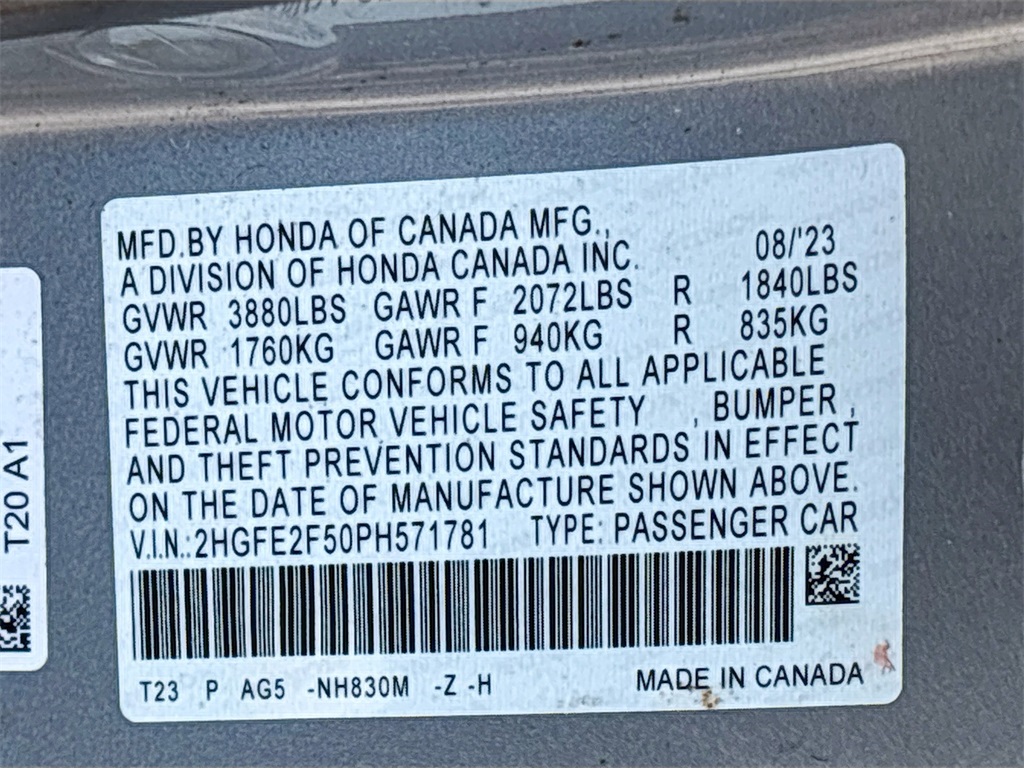 MFD.BY HONDA OF CANADA MFG.,
A DIVISION OF HONDA CANADA INC. 08/'23
GVWR 3880LBS GAWR F 2072LBS R 1840LBS
GVWR 1760KG GAWR F 940KG R 835KG
THIS VEHICLE CONFORMS TO ALL APPLICABLE
FEDERAL MOTOR VEHICLE SAFETY , BUMPER ,
AND THEFT PREVENTION STANDARDS IN EFFECT
ON THE DATE OF MANUFACTURE SHOWN ABOVE.
V.I.N.:2HGFE2F50PH571781 TYPE: PASSENGER CAR
T23 P AG5 -NH830M -Z -H MADE IN CANADA
T20 A1